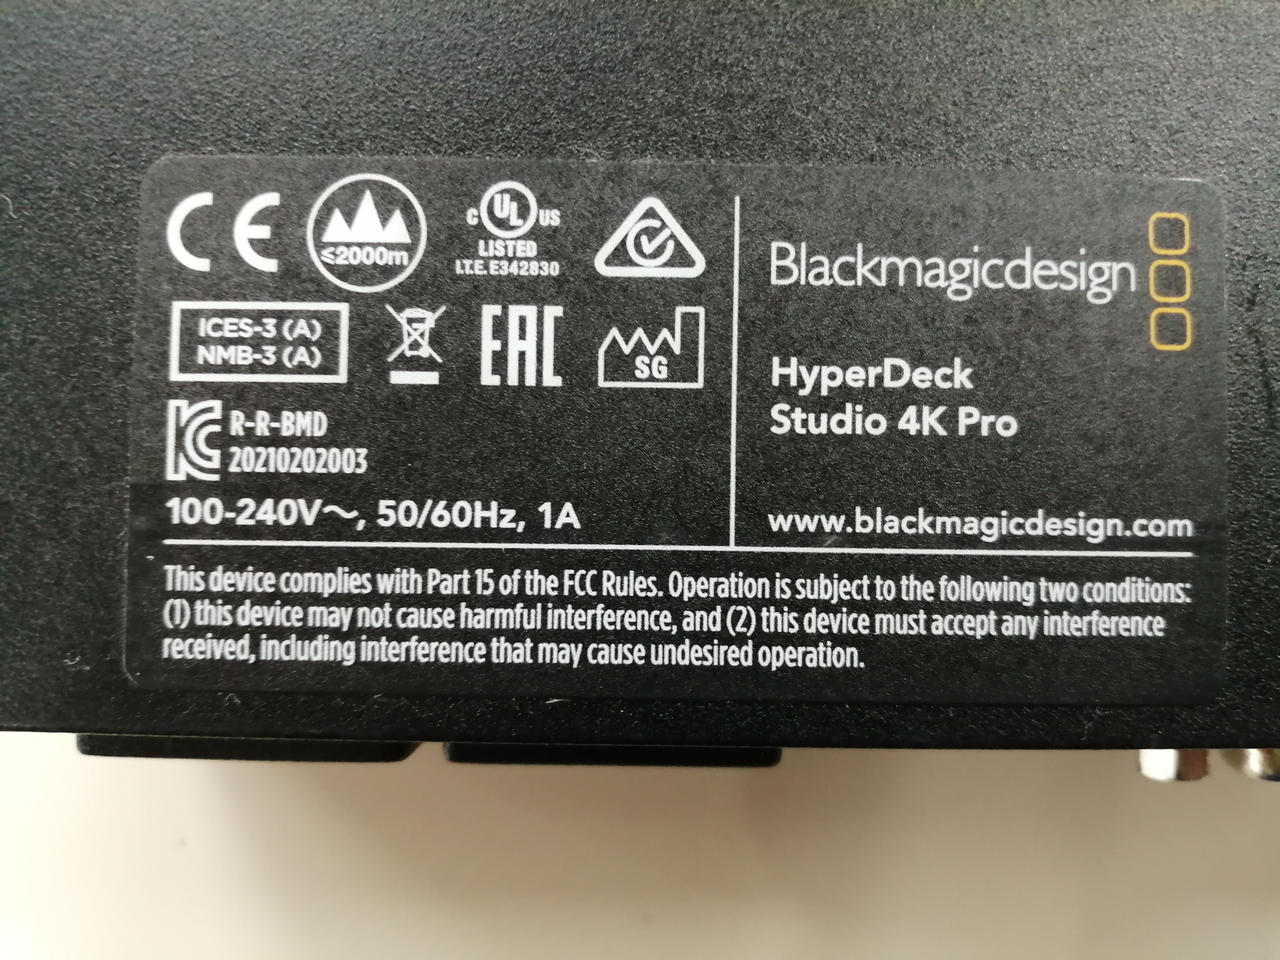 CE
≤2000m
C UL US
LISTED
I.T.E. E342830
ICES-3 (A)
NMB-3 (A)
EAC
SG
KC
R-R-BMD
20210202003
100-240V~, 50/60Hz, 1A
Blackmagicdesign
HyperDeck
Studio 4K Pro
www.blackmagicdesign.com
This device complies with Part 15 of the FCC Rules. Operation is subject to the following two conditions:
(1) this device may not cause harmful interference, and (2) this device must accept any interference
received, including interference that may cause undesired operation.